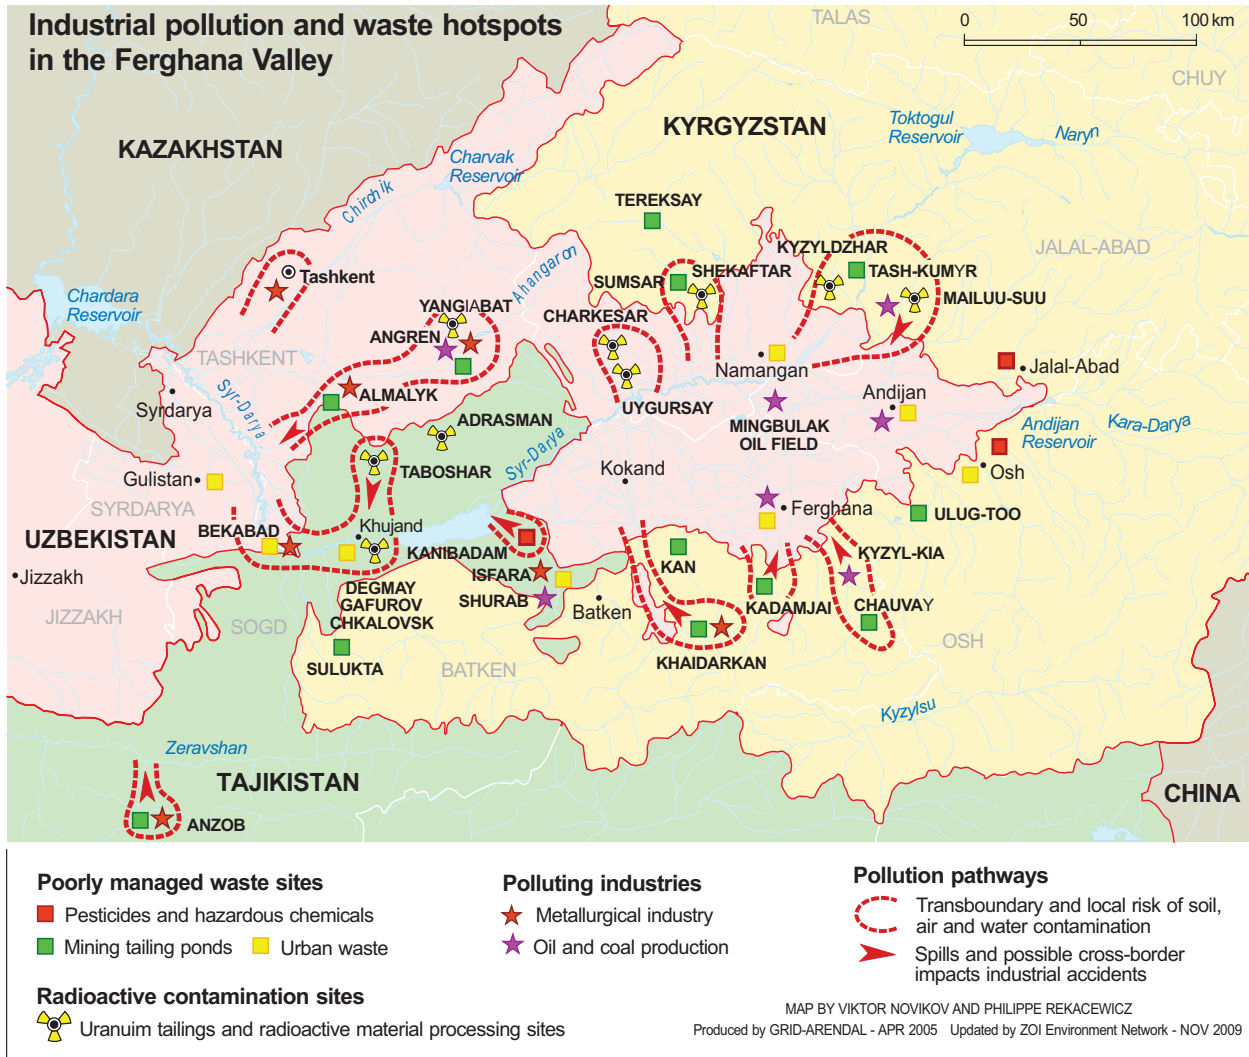 Industrial pollution and waste hotspots
in the Ferghana Valley
TALAS
0 50 100 km
CHUY
KAZAKHSTAN
KYRGYZSTAN
Toktogul
Reservoir
Naryn
Charvak
Reservoir
Chirchik
TEREKSAY
JALAL-ABAD
Ahangaron
KYZYLDZHAR
Tashkent
SUMSAR
SHEKAFTAR
TASH-KUMYR
MAILUU-SUU
Chardara
Reservoir
YANGIABAT
ANGREN
CHARKESAR
TASHKENT
Namangan
Jalal-Abad
Syrdarya
Syr-Darya
ALMALYK
UYGURSAY
Andijan
ADRASMAN
MINGBULAK
OIL FIELD
Andijan
Reservoir
Kara-Darya
Syr-Darya
TABOSHAR
Kokand
Osh
Gulistan
SYRDARYA
Ferghana
ULUG-TOO
UZBEKISTAN
BEKABAD
Khujand
KANIBADAM
KAN
KYZYL-KIA
Jizzakh
ISFARA
DEGMAY
GAFUROV
CHKALOVSK
SHURAB
Batken
KADAMJAI
CHAUVAY
JIZZAKH
SOGD
OSH
SULUKTA
BATKEN
KHAIDARKAN
Kyzylsu
Zeravshan
TAJIKISTAN
CHINA
ANZOB
Poorly managed waste sites
Pesticides and hazardous chemicals
Mining tailing ponds Urban waste
Radioactive contamination sites
Uranuim tailings and radioactive material processing sites
Polluting industries
Metallurgical industry
Oil and coal production
Pollution pathways
Transboundary and local risk of soil,
air and water contamination
Spills and possible cross-border
impacts industrial accidents
MAP BY VIKTOR NOVIKOV AND PHILIPPE REKACEWICZ
Produced by GRID-ARENDAL - APR 2005 Updated by ZOI Environment Network - NOV 2009